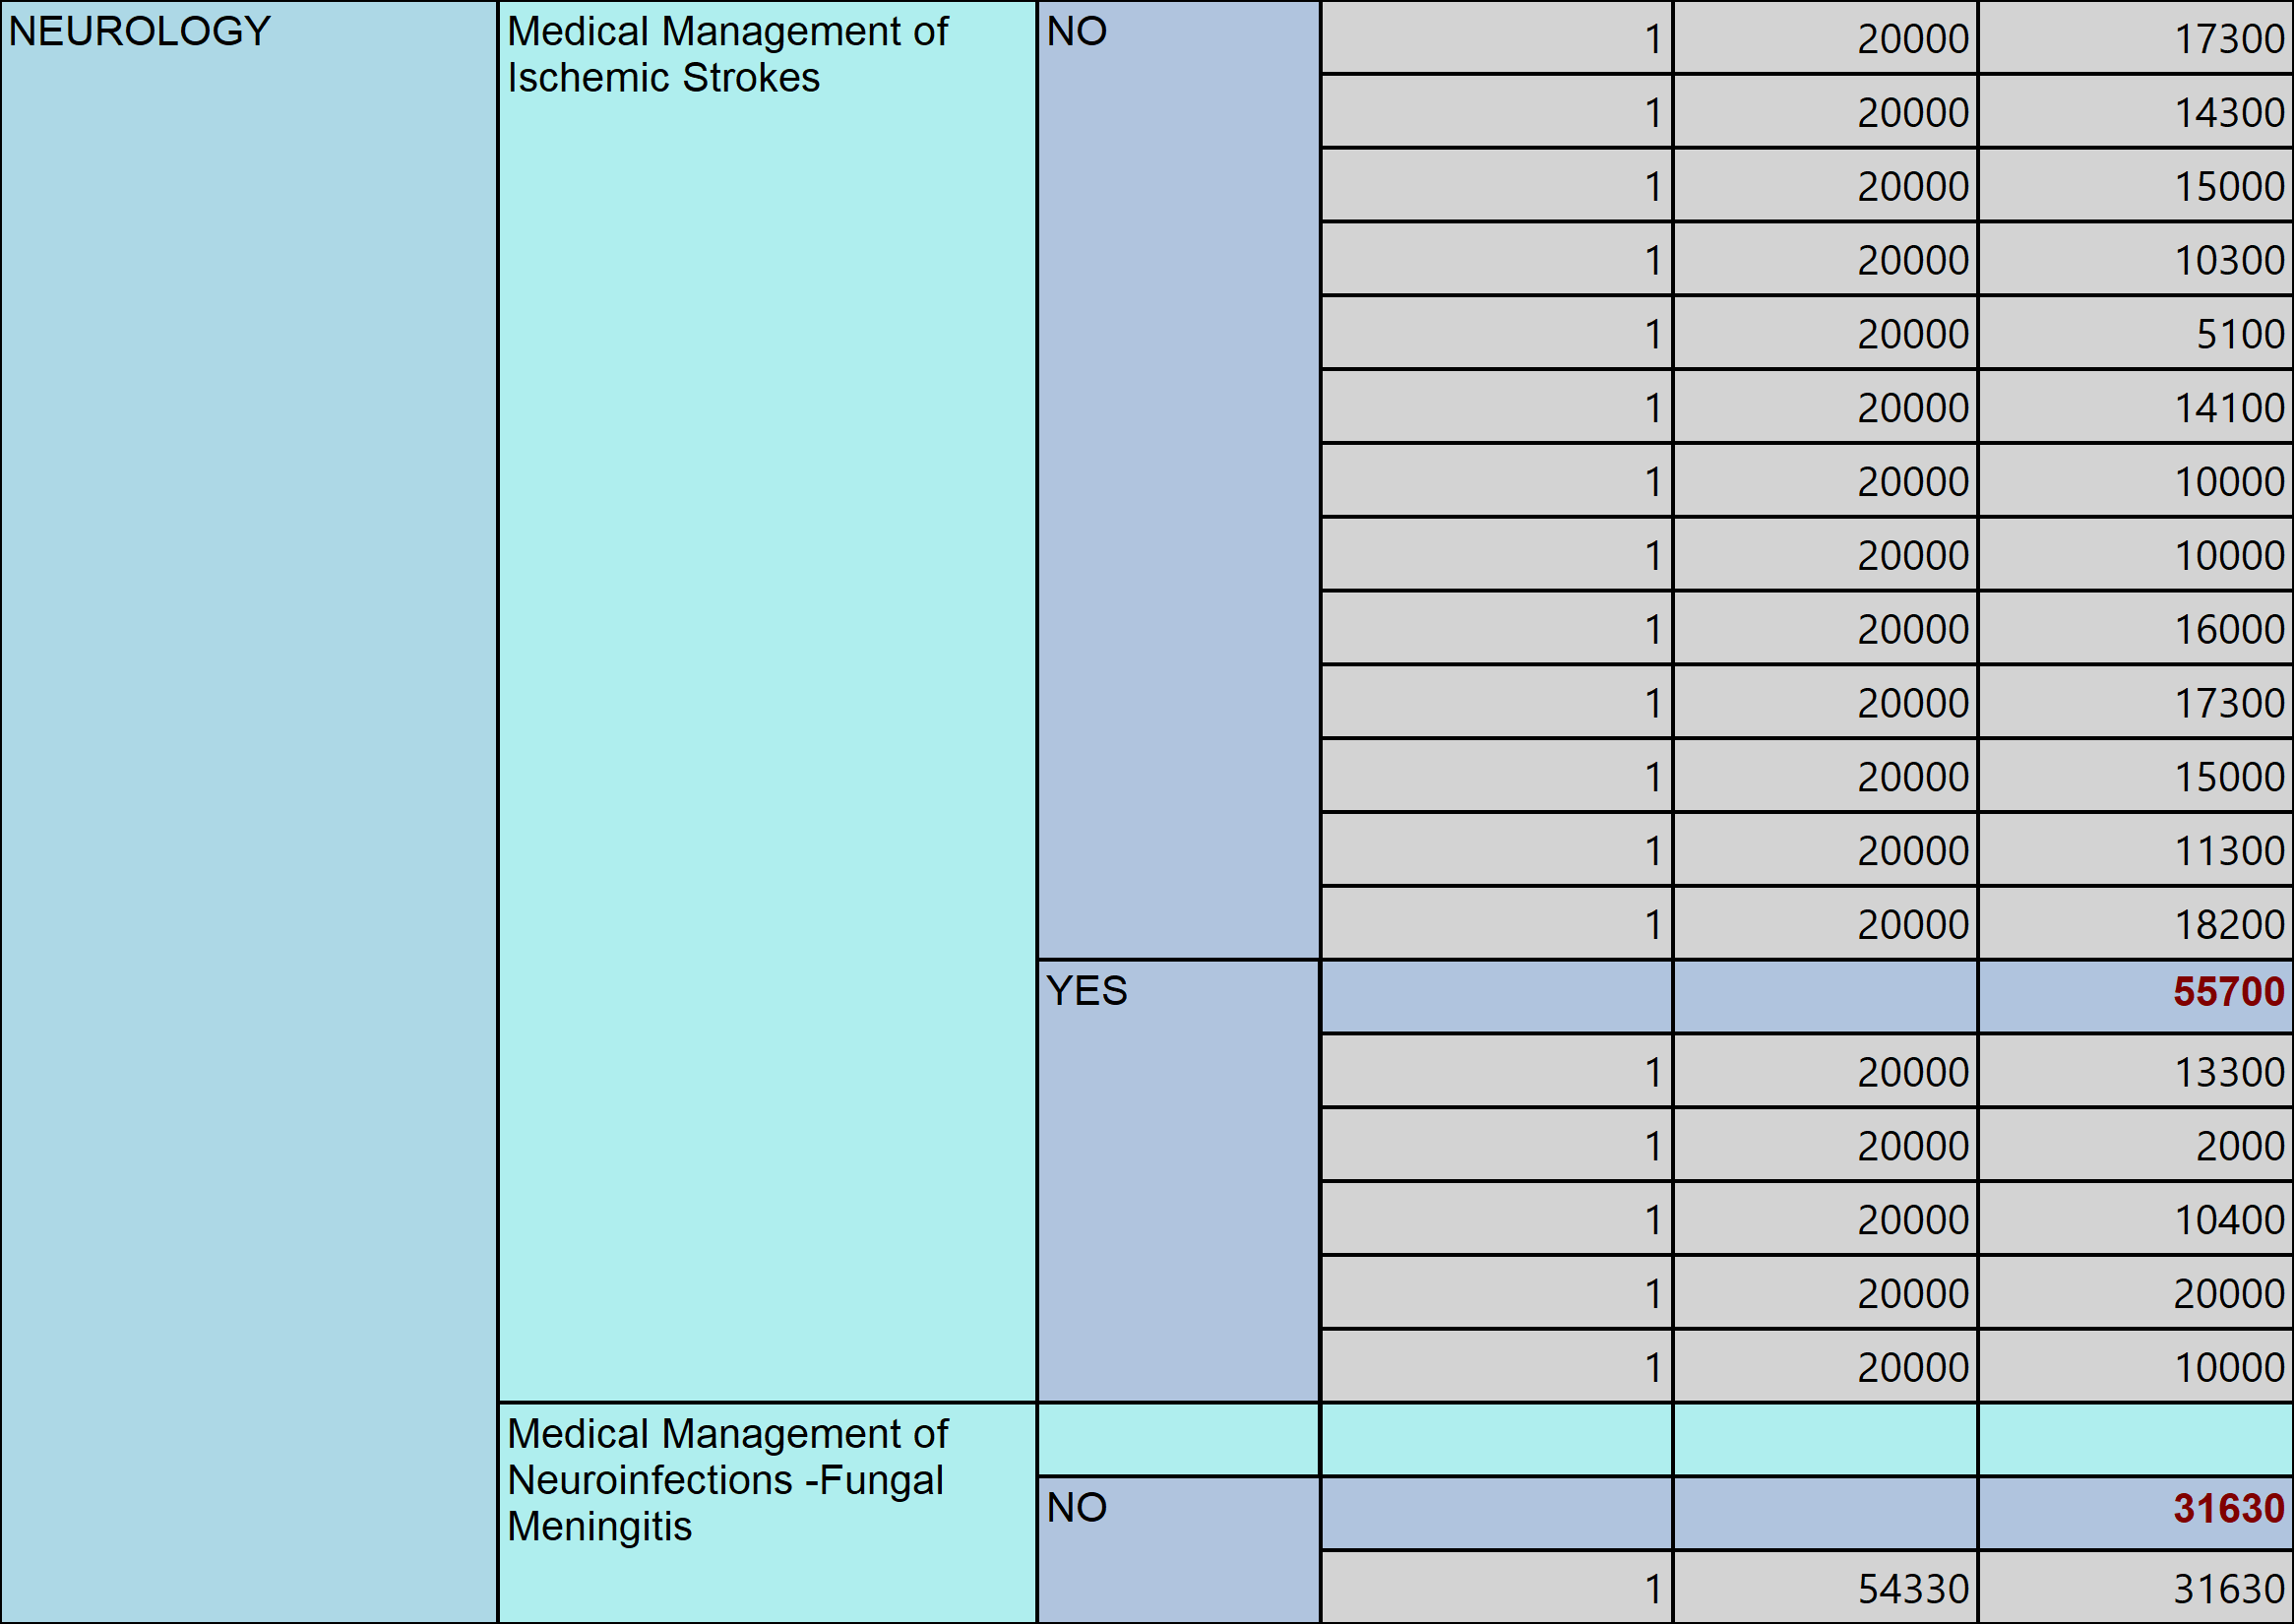 NEUROLOGY Medical Management of Ischemic Strokes NO 1 20000 17300
1 20000 14300
1 20000 15000
1 20000 10300
1 20000 5100
1 20000 14100
1 20000 10000
1 20000 10000
1 20000 16000
1 20000 17300
1 20000 15000
1 20000 11300
1 20000 18200
YES 55700
1 20000 13300
1 20000 2000
1 20000 10400
1 20000 20000
1 20000 10000
Medical Management of
Neuroinfections -Fungal
Meningitis
NO 31630
1 54330 31630